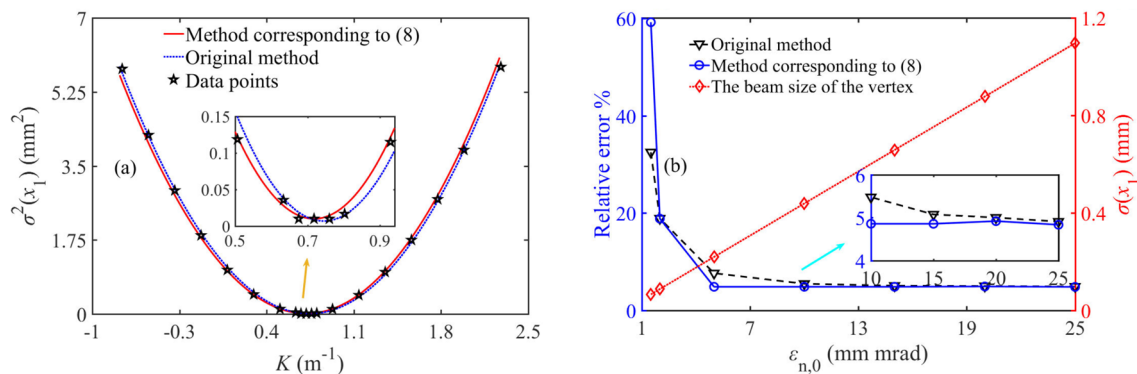 7
5.25
3.5
1.75
0
σ²(x₁) (mm²)
Method corresponding to (8)
Original method
Data points
(a)
0.15
0.1
0.05
0
0.5
0.7
0.9
-1
-0.3
0.4
1.1
1.8
2.5
K (m⁻¹)
60
40
20
0
Relative error %
Original method
Method corresponding to (8)
The beam size of the vertex
(b)
6
5
4
10
15
20
25
1
7
13
19
25
ε n,0 (mm mrad)
1.2
0.8
0.4
0
σ(x₁) (mm)